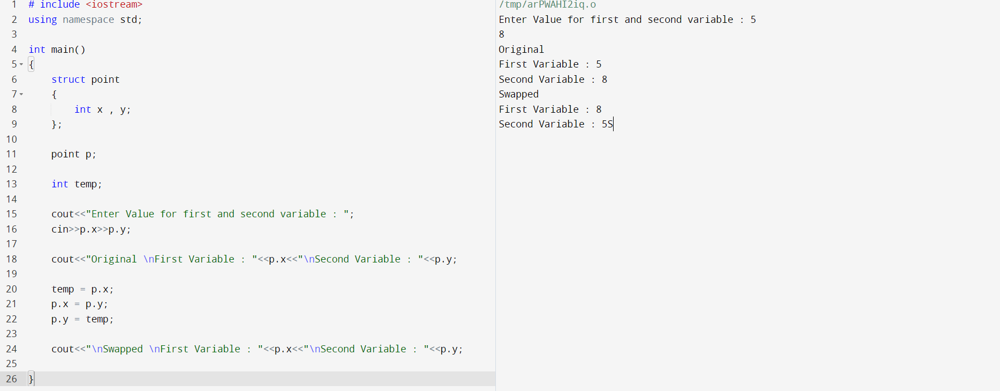 1 # include <iostream>
2 using namespace std;
3
4 int main()
5 {
6 struct point
7 {
8 int x , y;
9 };
10
11 point p;
12
13 int temp;
14
15 cout<<"Enter Value for first and second variable : ";
16 cin>>p.x>>p.y;
17
18 cout<<"Original \nFirst Variable : "<<p.x<<"\nSecond Variable : "<<p.y;
19
20 temp = p.x;
21 p.x = p.y;
22 p.y = temp;
23
24 cout<<"\nSwapped \nFirst Variable : "<<p.x<<"\nSecond Variable : "<<p.y;
25
26 }
/tmp/arPWAHI2iq.o
Enter Value for first and second variable : 5
8
Original
First Variable : 5
Second Variable : 8
Swapped
First Variable : 8
Second Variable : 5S